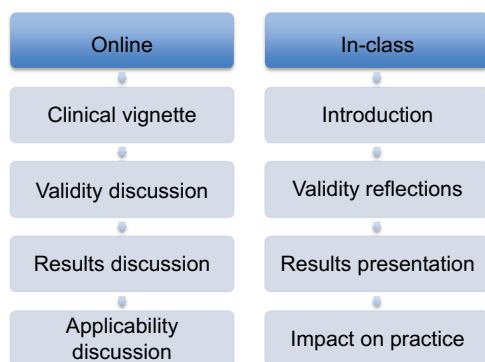 Online
Clinical vignette
Validity discussion
Results discussion
Applicability
discussion
In-class
Introduction
Validity reflections
Results presentation
Impact on practice